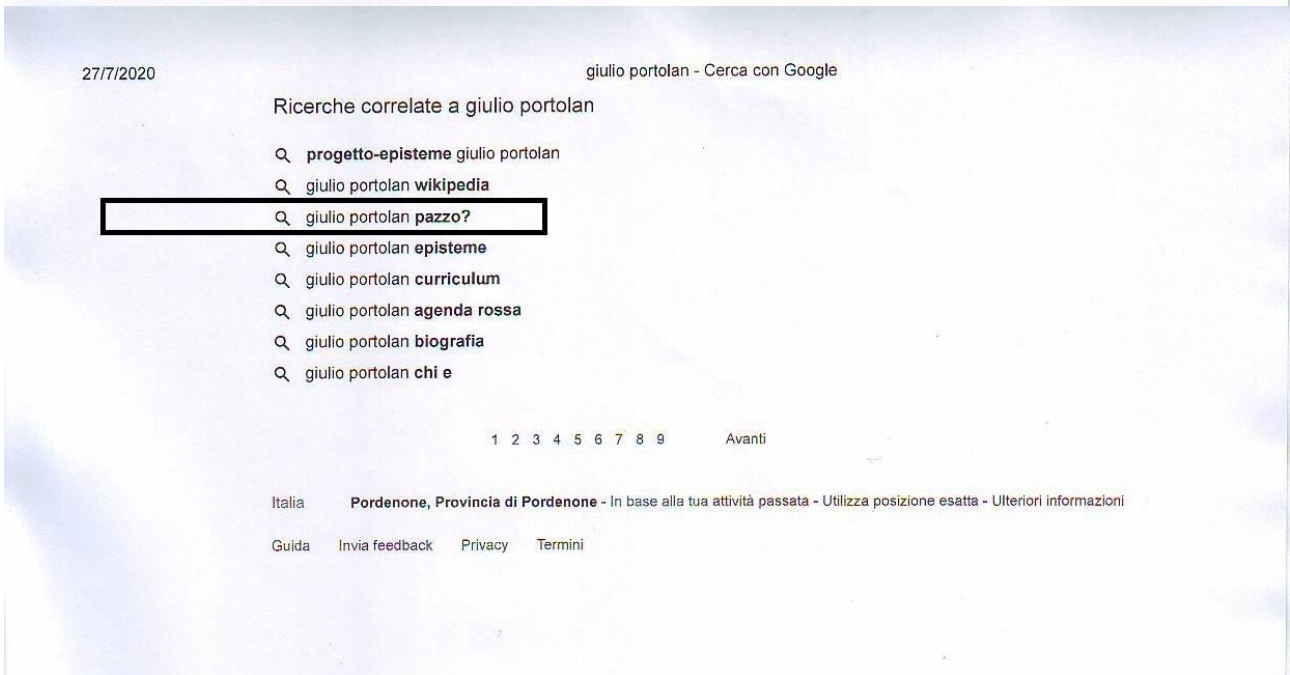 27/7/2020 giulio portolan - Cerca con Google
Ricerche correlate a giulio portolan
progetto-episteme giulio portolan
giulio portolan wikipedia
giulio portolan pazzo?
giulio portolan episteme
giulio portolan curriculum
giulio portolan agenda rossa
giulio portolan biografia
giulio portolan chi e
1 2 3 4 5 6 7 8 9 Avanti
Italia Pordenone, Provincia di Pordenone - In base alla tua attività passata - Utilizza posizione esatta - Ulteriori informazioni
Guida Invia feedback Privacy Termini